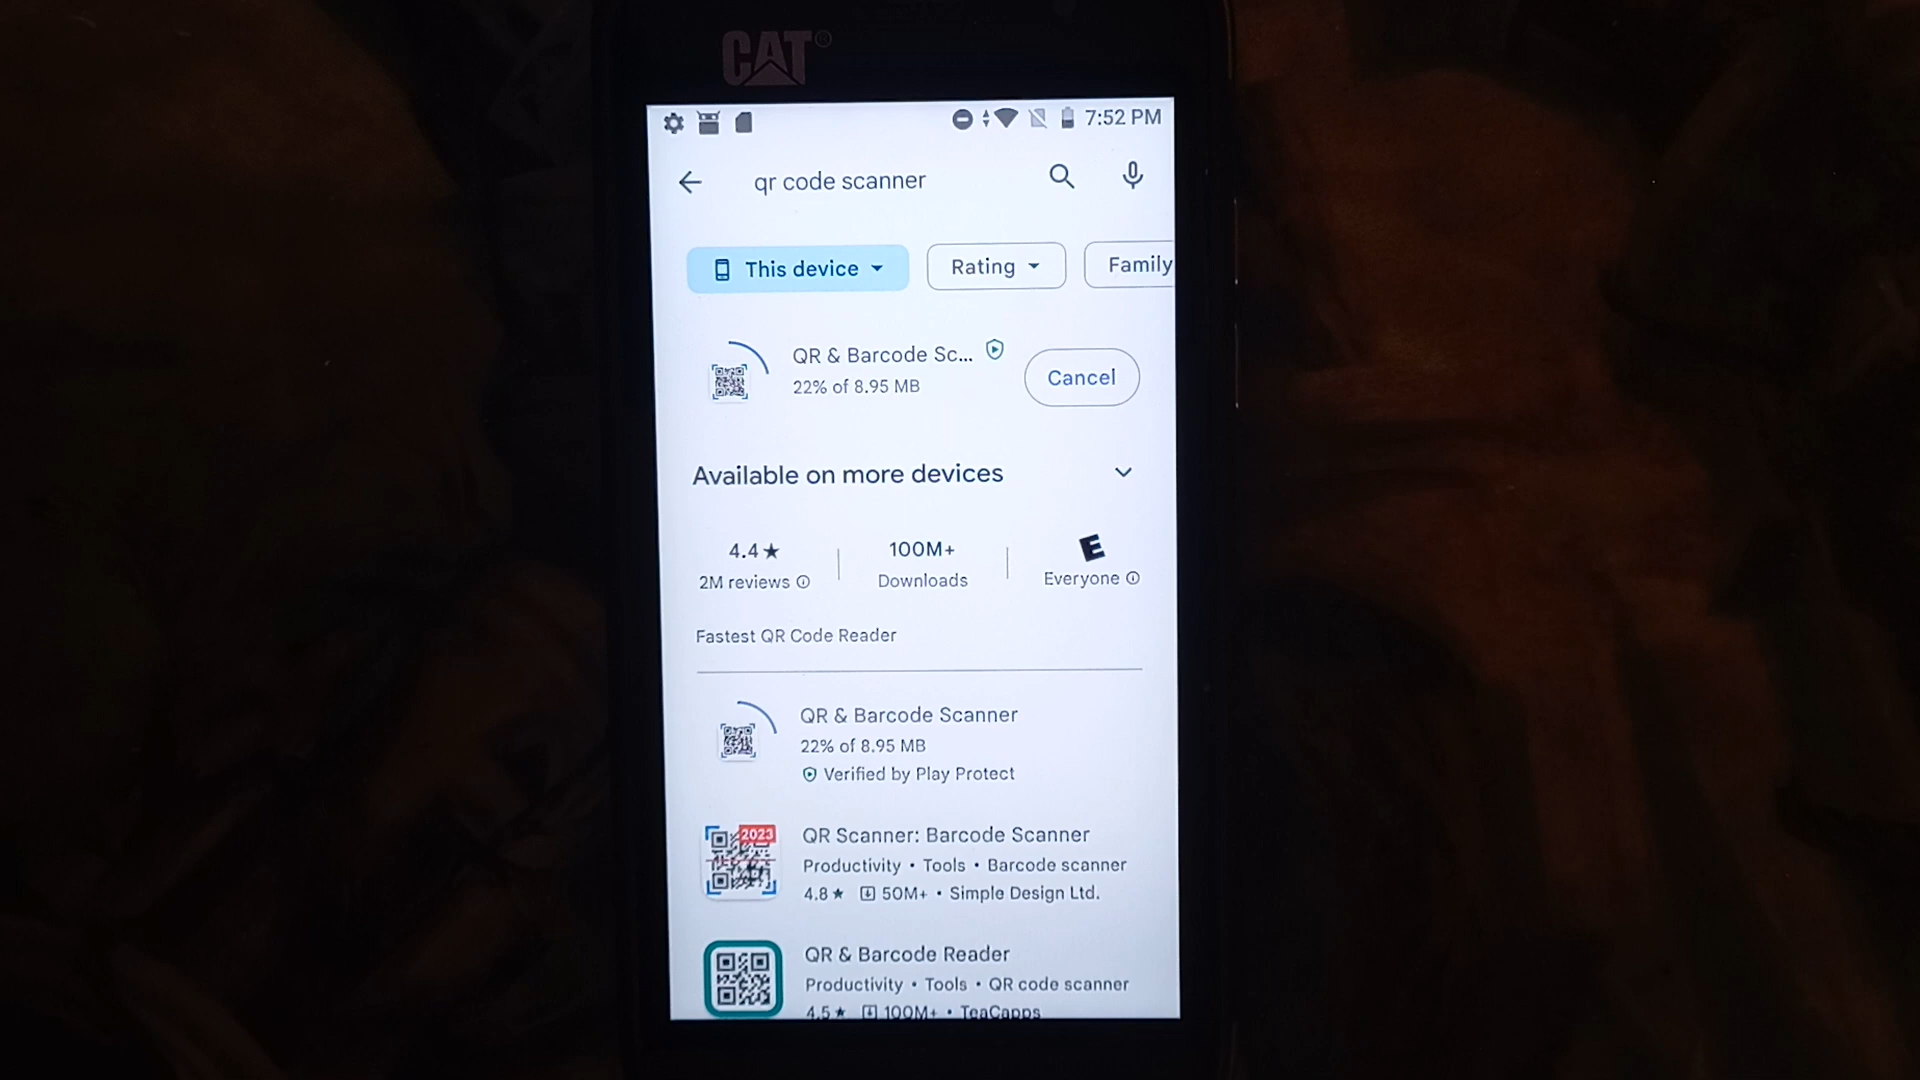 CAT®
7:52 PM
qr code scanner
This device
Rating
Family
QR & Barcode Sc...
22% of 8.95 MB
Cancel
Available on more devices
4.4★
2M reviews
100M+
Downloads
E
Everyone
Fastest QR Code Reader
QR & Barcode Scanner
22% of 8.95 MB
Verified by Play Protect
2023
QR Scanner: Barcode Scanner
Productivity • Tools • Barcode scanner
4.8★ 50M+ • Simple Design Ltd.
QR & Barcode Reader
Productivity • Tools • QR code scanner
4.5★ 100M+ • TeaCapps